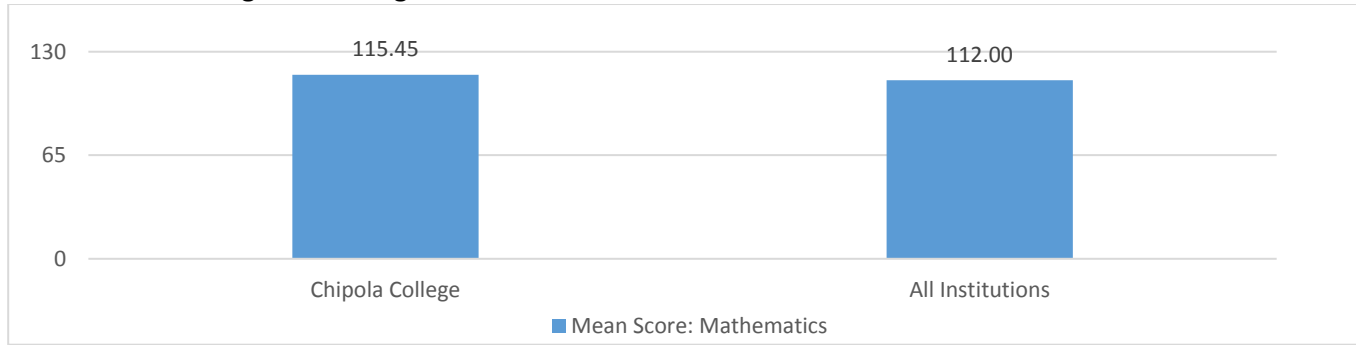 130
115.45
112.00
65
0
Chipola College
All Institutions
Mean Score: Mathematics